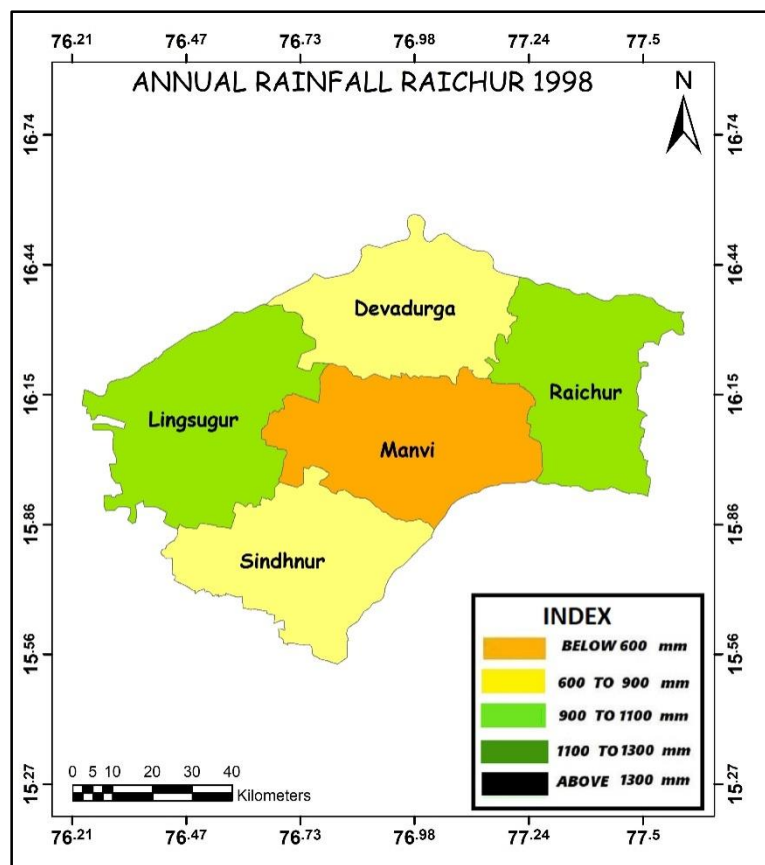 76.21 76.47 76.73 76.98 77.24 77.5
ANNUAL RAINFALL RAICHUR 1998
N
16.74 16.74
16.44 16.44
Devadurga
16.15 16.15
Raichur
Lingsugur
Manvi
15.86 15.86
Sindhnur
INDEX
BELOW 600 mm
15.56 15.56
600 TO 900 mm
900 TO 1100 mm
1100 TO 1300 mm
ABOVE 1300 mm
15.27 15.27
0 5 10 20 30 40
Kilometers
76.21 76.47 76.73 76.98 77.24 77.5